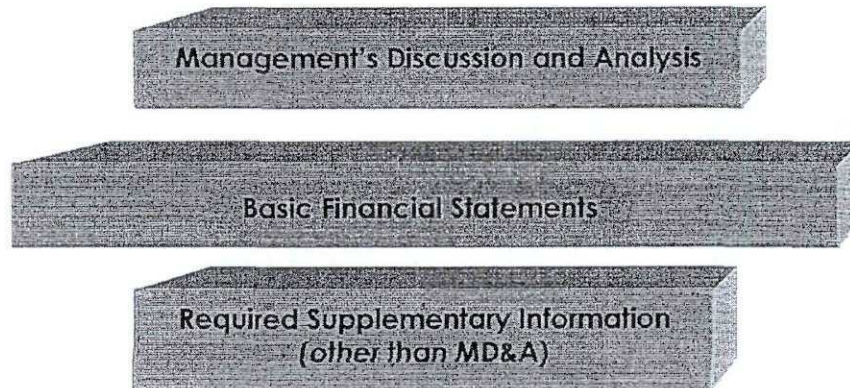 Management's Discussion and Analysis
Basic Financial Statements
Required Supplementary Information
(other than MD&A)